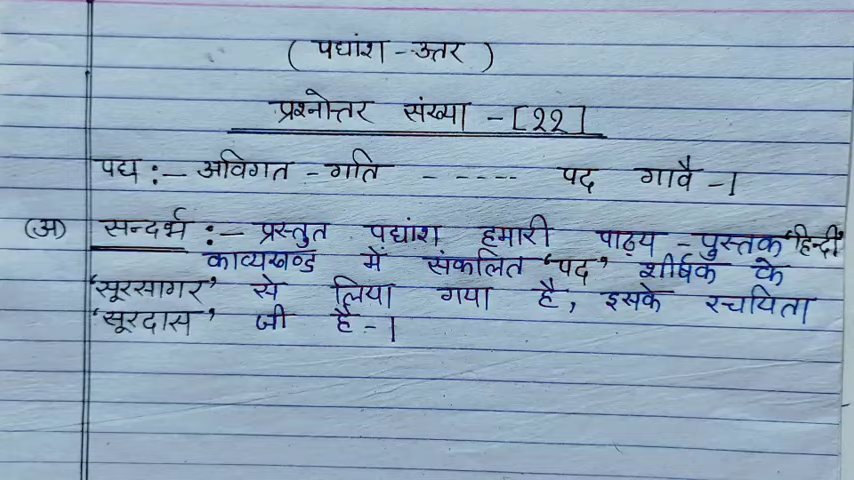 ( पद्यांश - उत्तर )
प्रश्नोत्तर संख्या - [२२]
पद्य :- अविगत - गति - - - - - पद गावै -।
(अ) सन्दर्भ :- प्रस्तुत पद्यांश हमारी पाठ्य - पुस्तक 'हिन्दी'
काव्यखण्ड में संकलित 'पद' शीर्षक के
'सूरसागर' से लिया गया है, इसके रचयिता
'सूरदास' जी है -।